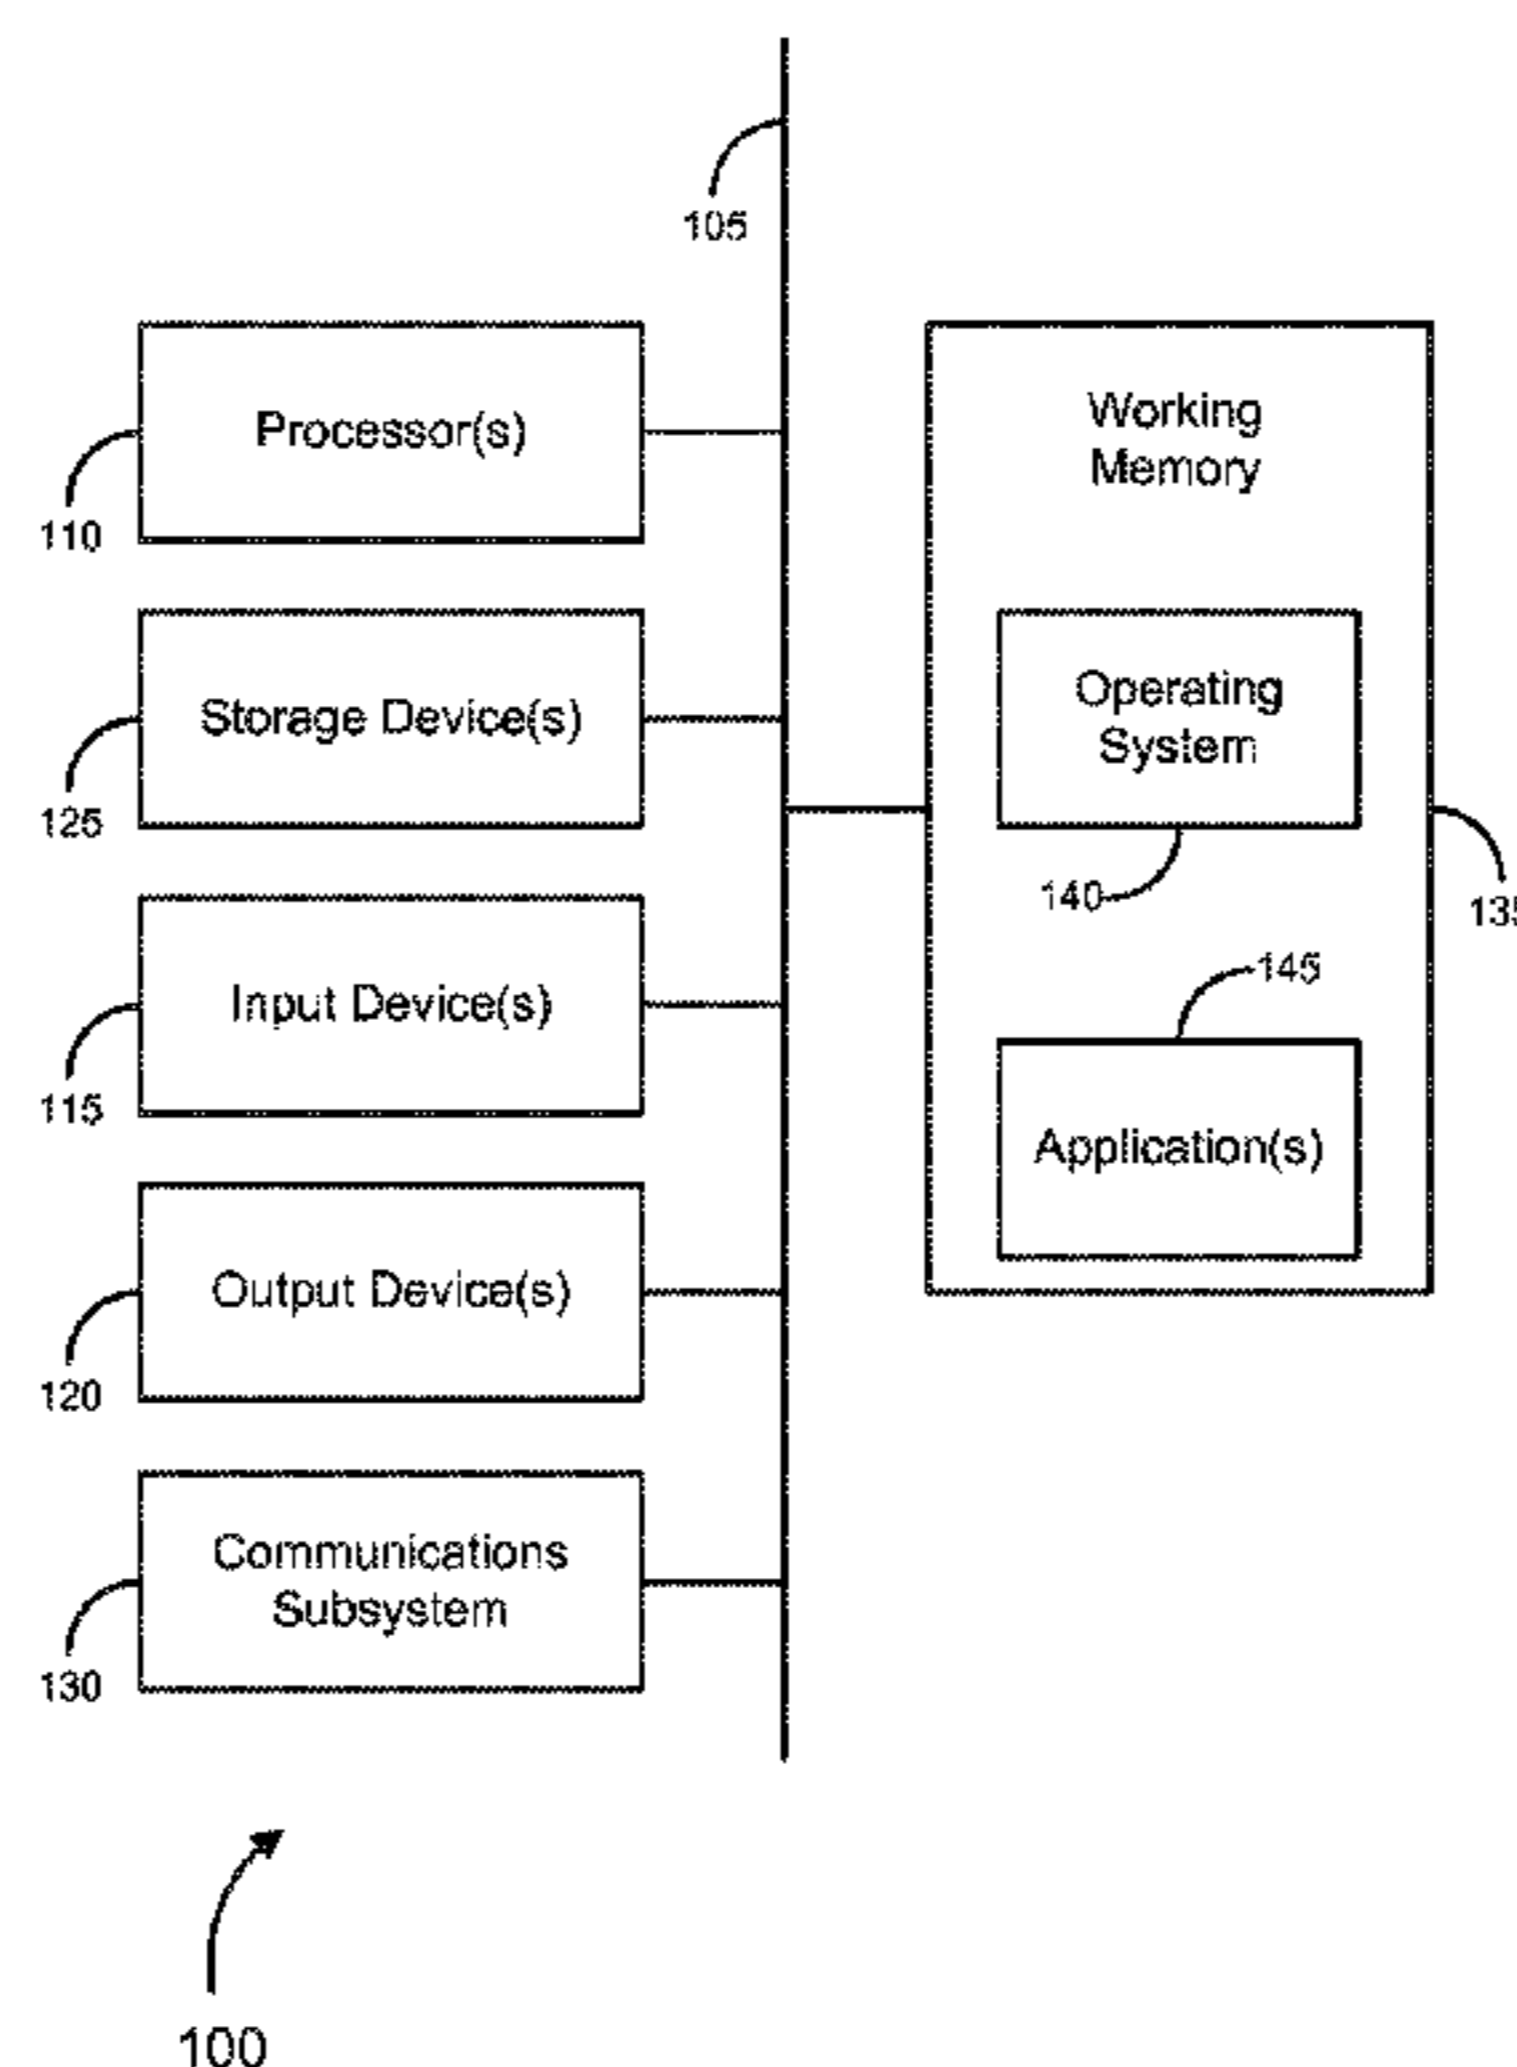 105
Processor(s)
110
Storage Device(s)
125
Input Device(s)
115
Output Device(s)
120
Communications
Subsystem
130
Working
Memory
Operating
System
140
135
145
Application(s)
100